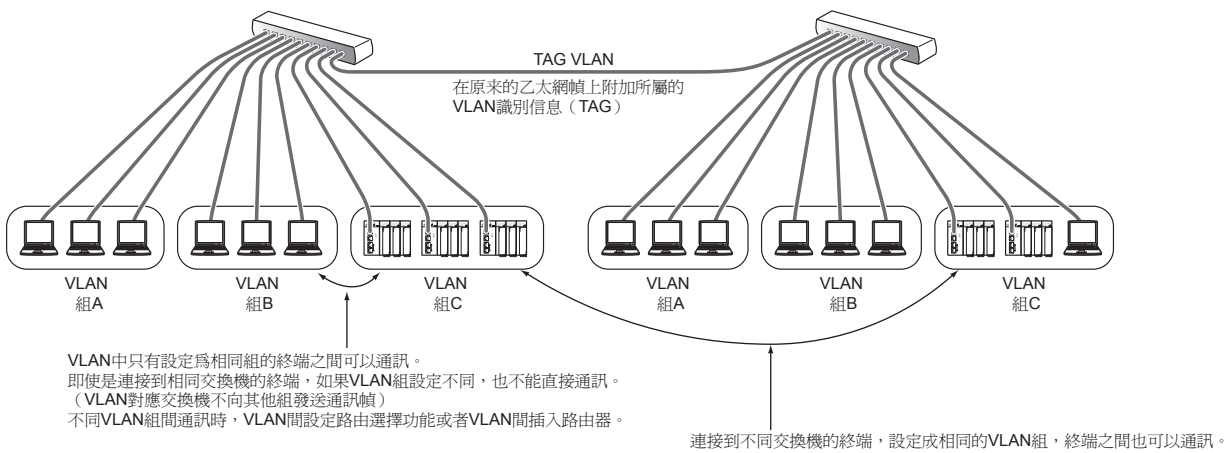 TAG VLAN
在原来的乙太網幀上附加所屬的
VLAN識別信息（TAG）
VLAN
組A
VLAN
組B
VLAN
組C
VLAN
組A
VLAN
組B
VLAN
組C
VLAN中只有設定爲相同組的終端之間可以通訊。
即使是連接到相同交換機的終端，如果VLAN組設定不同，也不能直接通訊。
（VLAN對應交換機不向其他組發送通訊幀）
不同VLAN組間通訊時，VLAN間設定路由選擇功能或者VLAN間插入路由器。
連接到不同交換機的終端，設定成相同的VLAN組，終端之間也可以通訊。